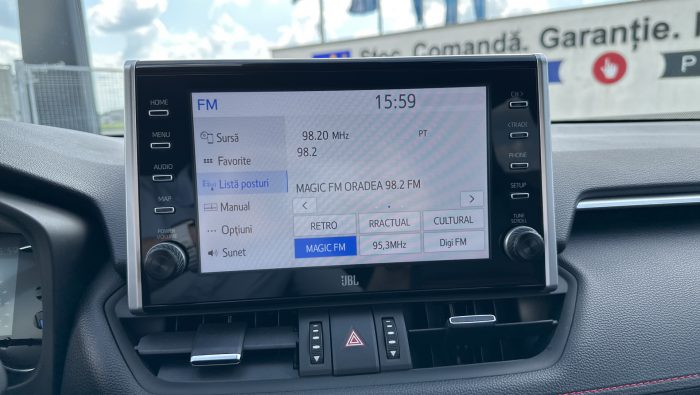 Stoc. Comandă. Garanție.
P
FM
15:59
HOME
MENU
AUDIO
MAP
POWER
VOLUME
Sursă
Favorite
Listă posturi
Manual
Opțiuni
Sunet
98.20 MHz
PT
98.2
MAGIC FM ORADEA 98.2 FM
<
>
RETRO
RRACTUAL
CULTURAL
MAGIC FM
95,3MHz
Digi FM
CH >
< TRACK
PHONE
SETUP
TUNE
SCROLL
JBL